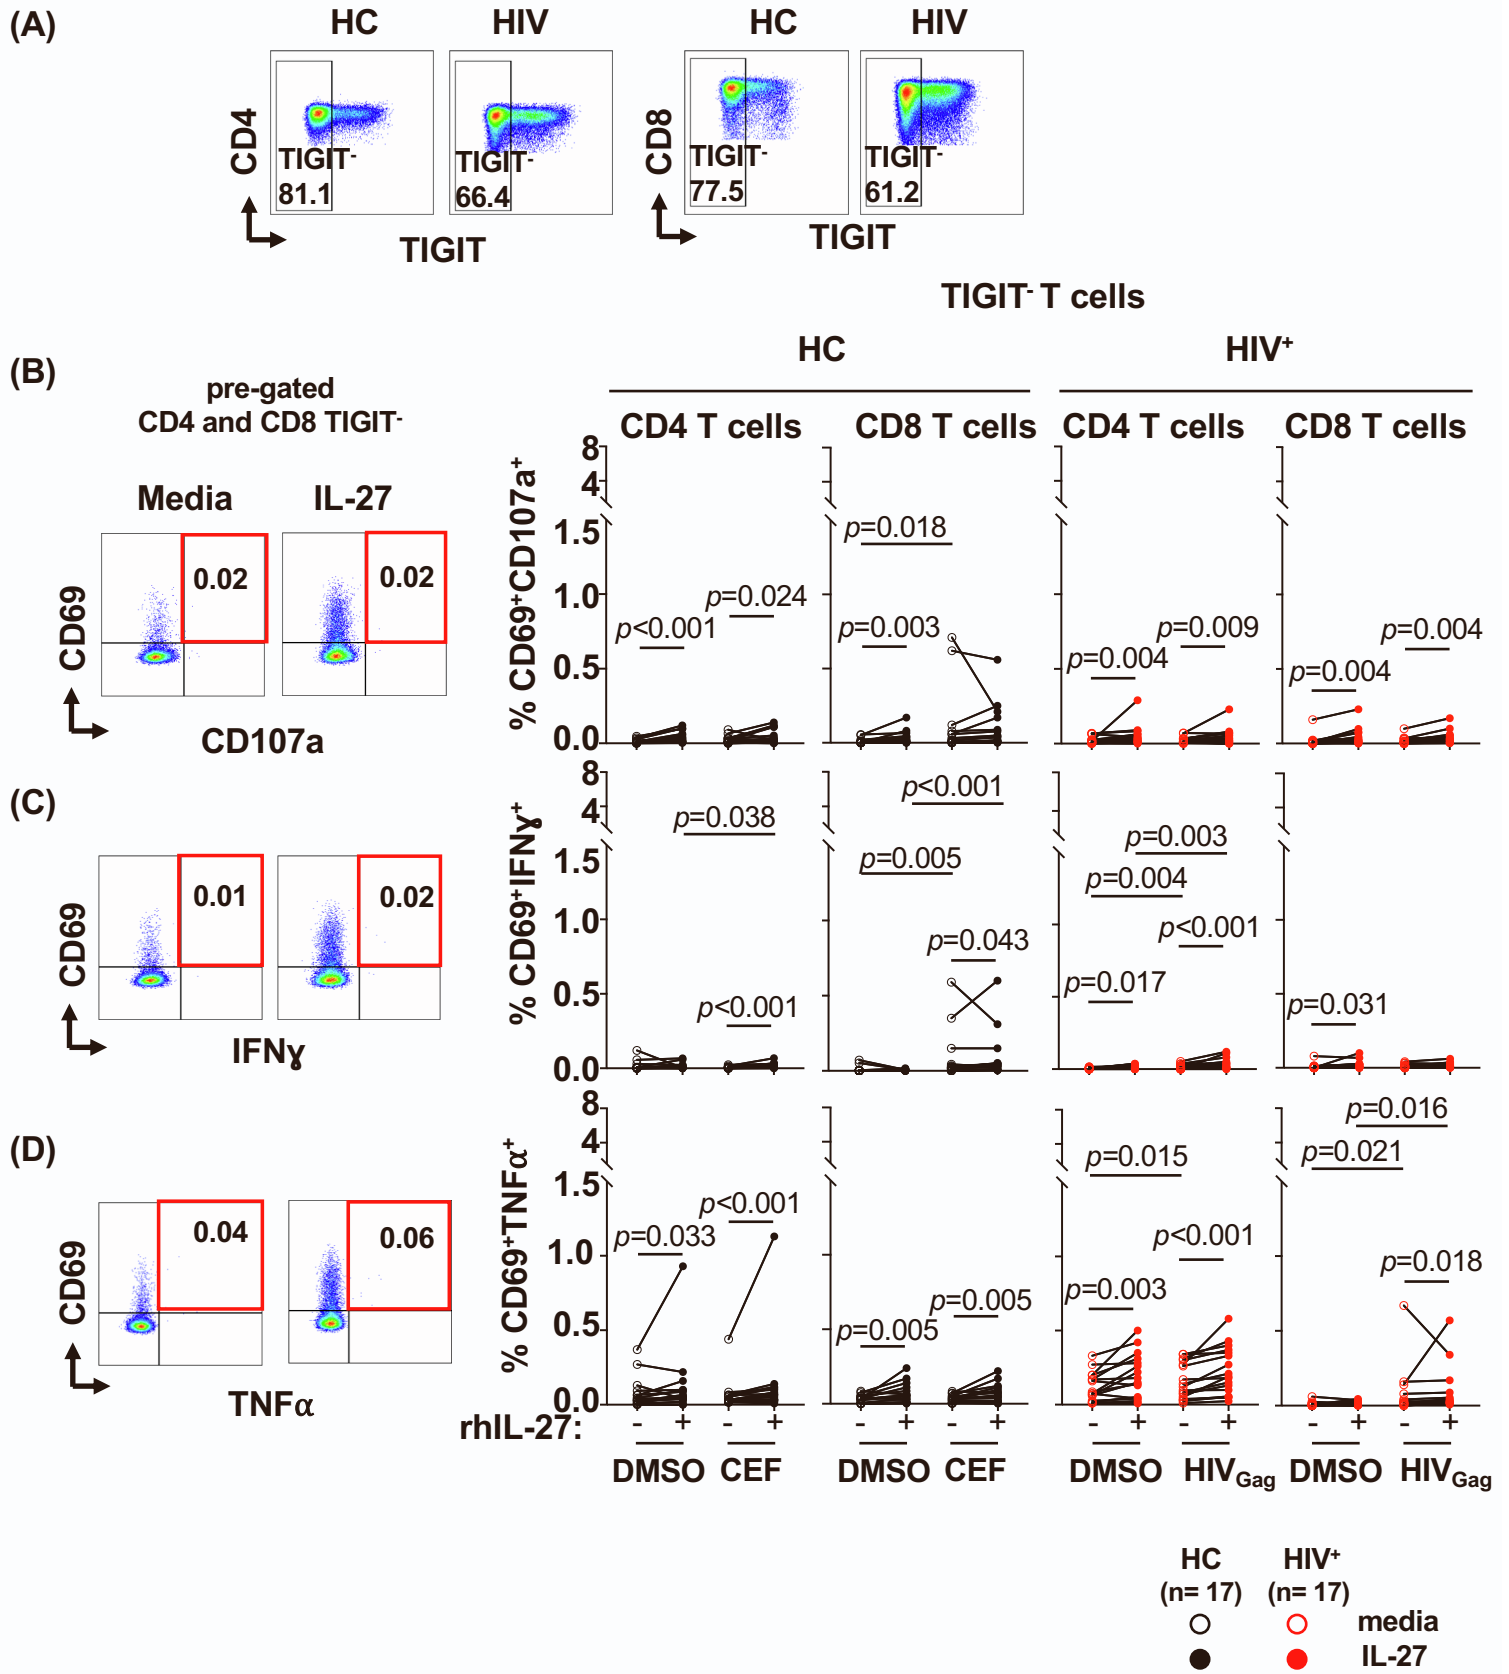 (A)
HC
HIV
HC
HIV
CD4
TIGIT-
81.1
TIGIT-
66.4
TIGIT
CD8
TIGIT-
77.5
TIGIT-
61.2
TIGIT
TIGIT- T cells
HC
HIV+
(B)
pre-gated
CD4 and CD8 TIGIT-
Media
IL-27
CD69
0.02
0.02
CD107a
CD4 T cells
CD8 T cells
CD4 T cells
CD8 T cells
% CD69+CD107a+
8
4
1.5
1.0
0.5
0.0
p<0.001
p=0.024
p=0.018
p=0.003
p=0.004
p=0.009
p=0.004
p=0.004
(C)
CD69
0.01
0.02
IFNɣ
% CD69+IFNɣ+
8
4
1.5
1.0
0.5
0.0
p=0.038
p<0.001
p<0.001
p=0.005
p=0.043
p=0.003
p=0.004
p<0.001
p=0.017
p=0.031
(D)
CD69
0.04
0.06
TNFα
% CD69+TNFα+
8
4
1.5
1.0
0.5
0.0
p<0.001
p=0.033
p=0.005
p=0.005
p=0.015
p<0.001
p=0.003
p=0.016
p=0.021
p=0.018
rhIL-27:
- + - + - + - + - + - + - + - +
DMSO CEF DMSO CEF DMSO HIVGag DMSO HIVGag
HC HIV+
(n= 17) (n= 17)
media
IL-27